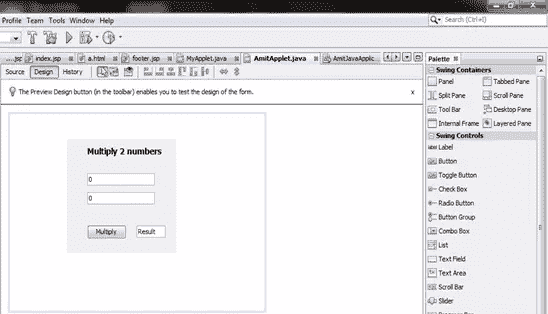 Profile Team Tools Window Help
Search (Ctrl+I)
....jsp index.jsp a.html footer.jsp MyApplet.java AmitApplet.java AmitJavaApplic
Palette
Source Design History
Swing Containers
The Preview Design button (in the toolbar) enables you to test the design of the form. x
Panel Tabbed Pane
Split Pane Scroll Pane
Tool Bar Desktop Pane
Internal Frame Layered Pane
Swing Controls
Label
Button
Toggle Button
Check Box
Radio Button
Button Group
Combo Box
List
Text Field
Text Area
Scroll Bar
Slider
Multiply 2 numbers
0
0
Multiply Result